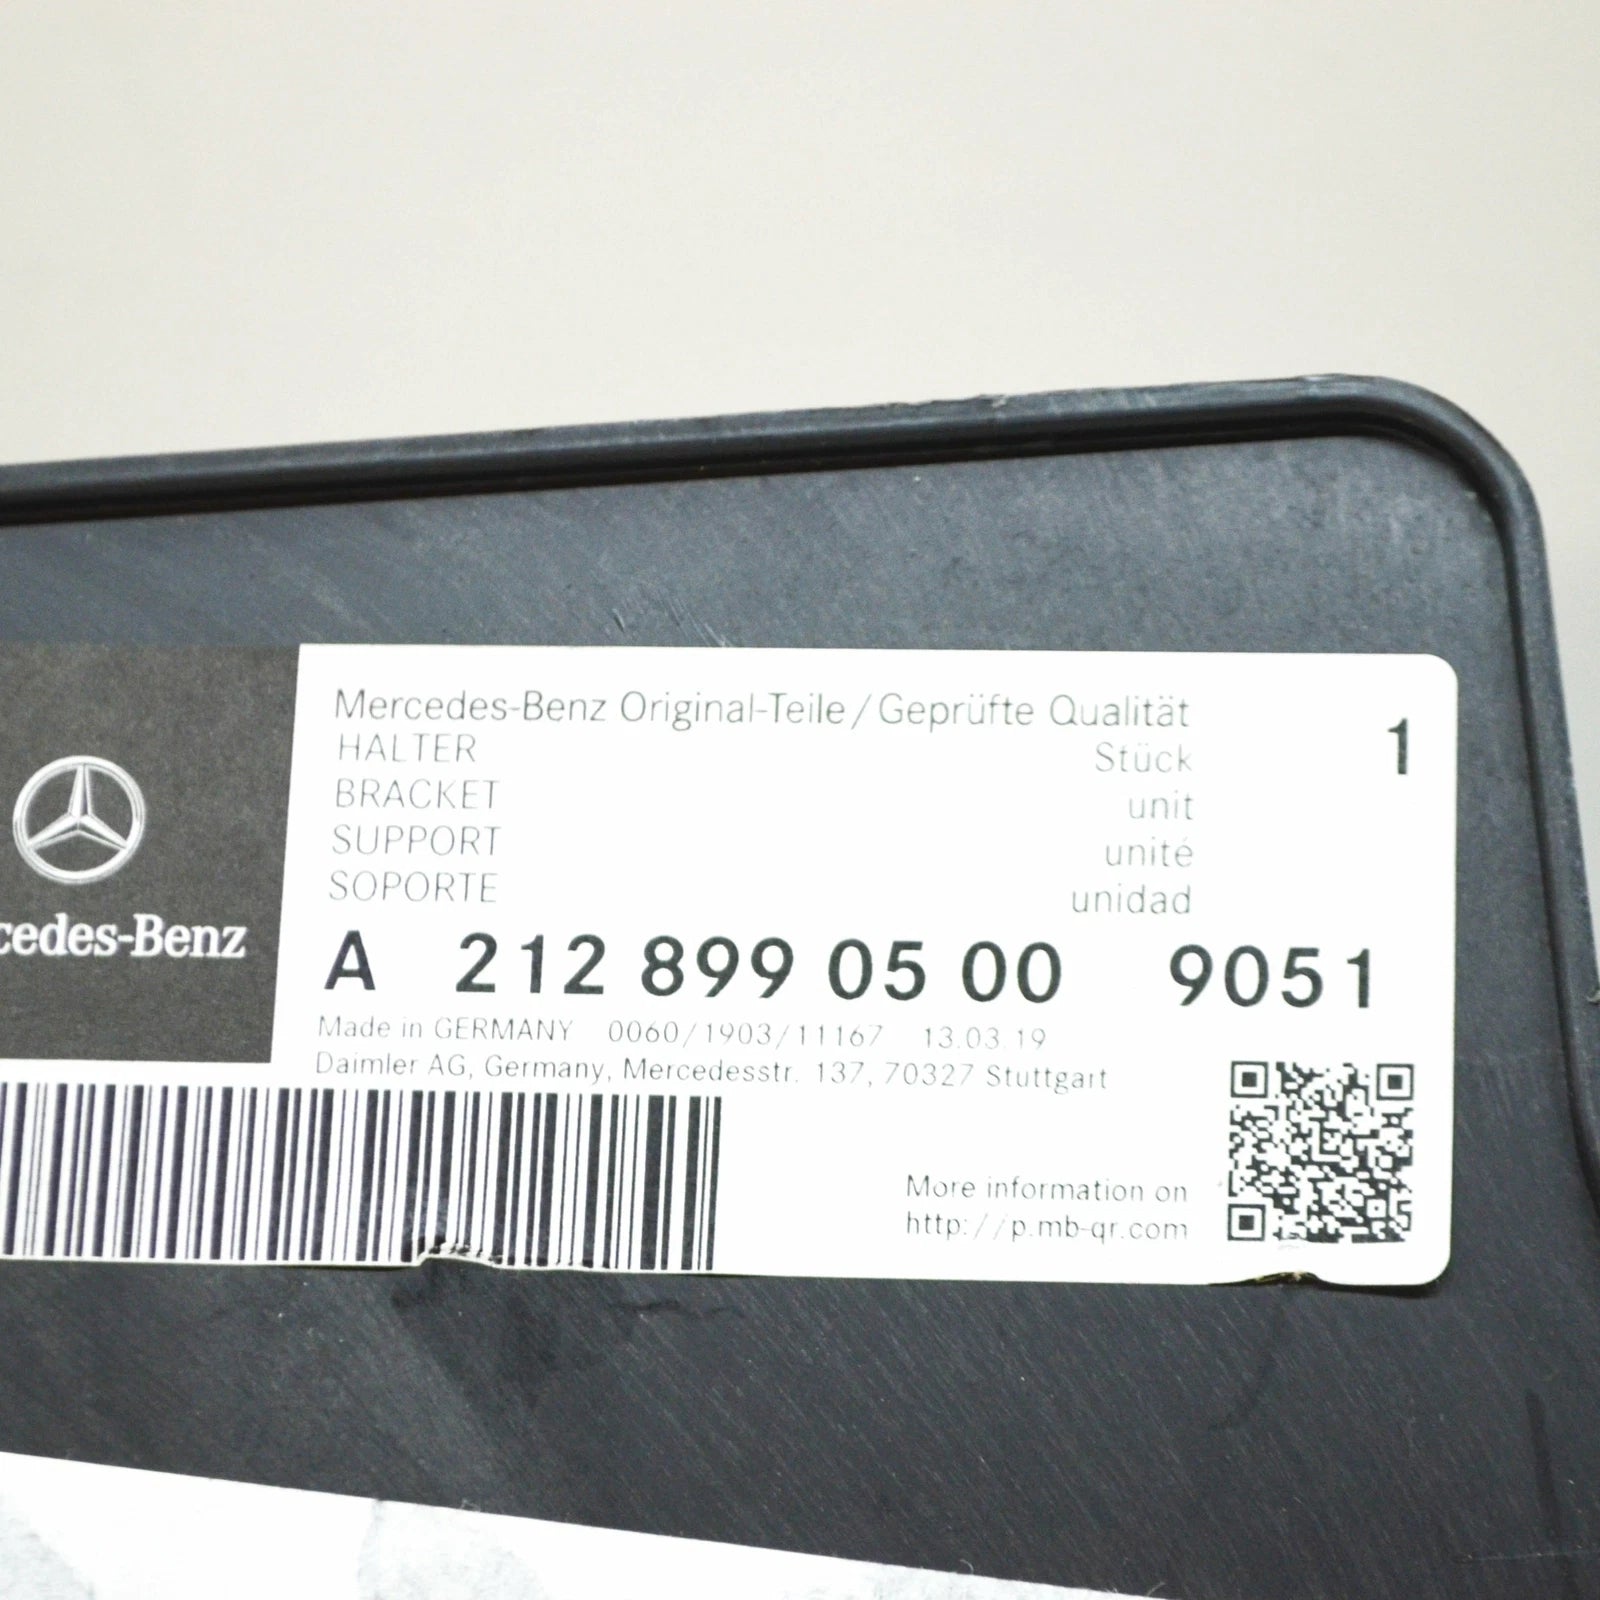 Mercedes-Benz Original-Teile/Geprüfte Qualität
HALTER Stück 1
BRACKET unit
SUPPORT unité
SOPORTE unidad
cedes-Benz
A 212 899 05 00 9051
Made in GERMANY 0060/1903/11167 13.03.19
Daimler AG, Germany, Mercedesstr. 137, 70327 Stuttgart
More information on
http://p.mb-qr.com